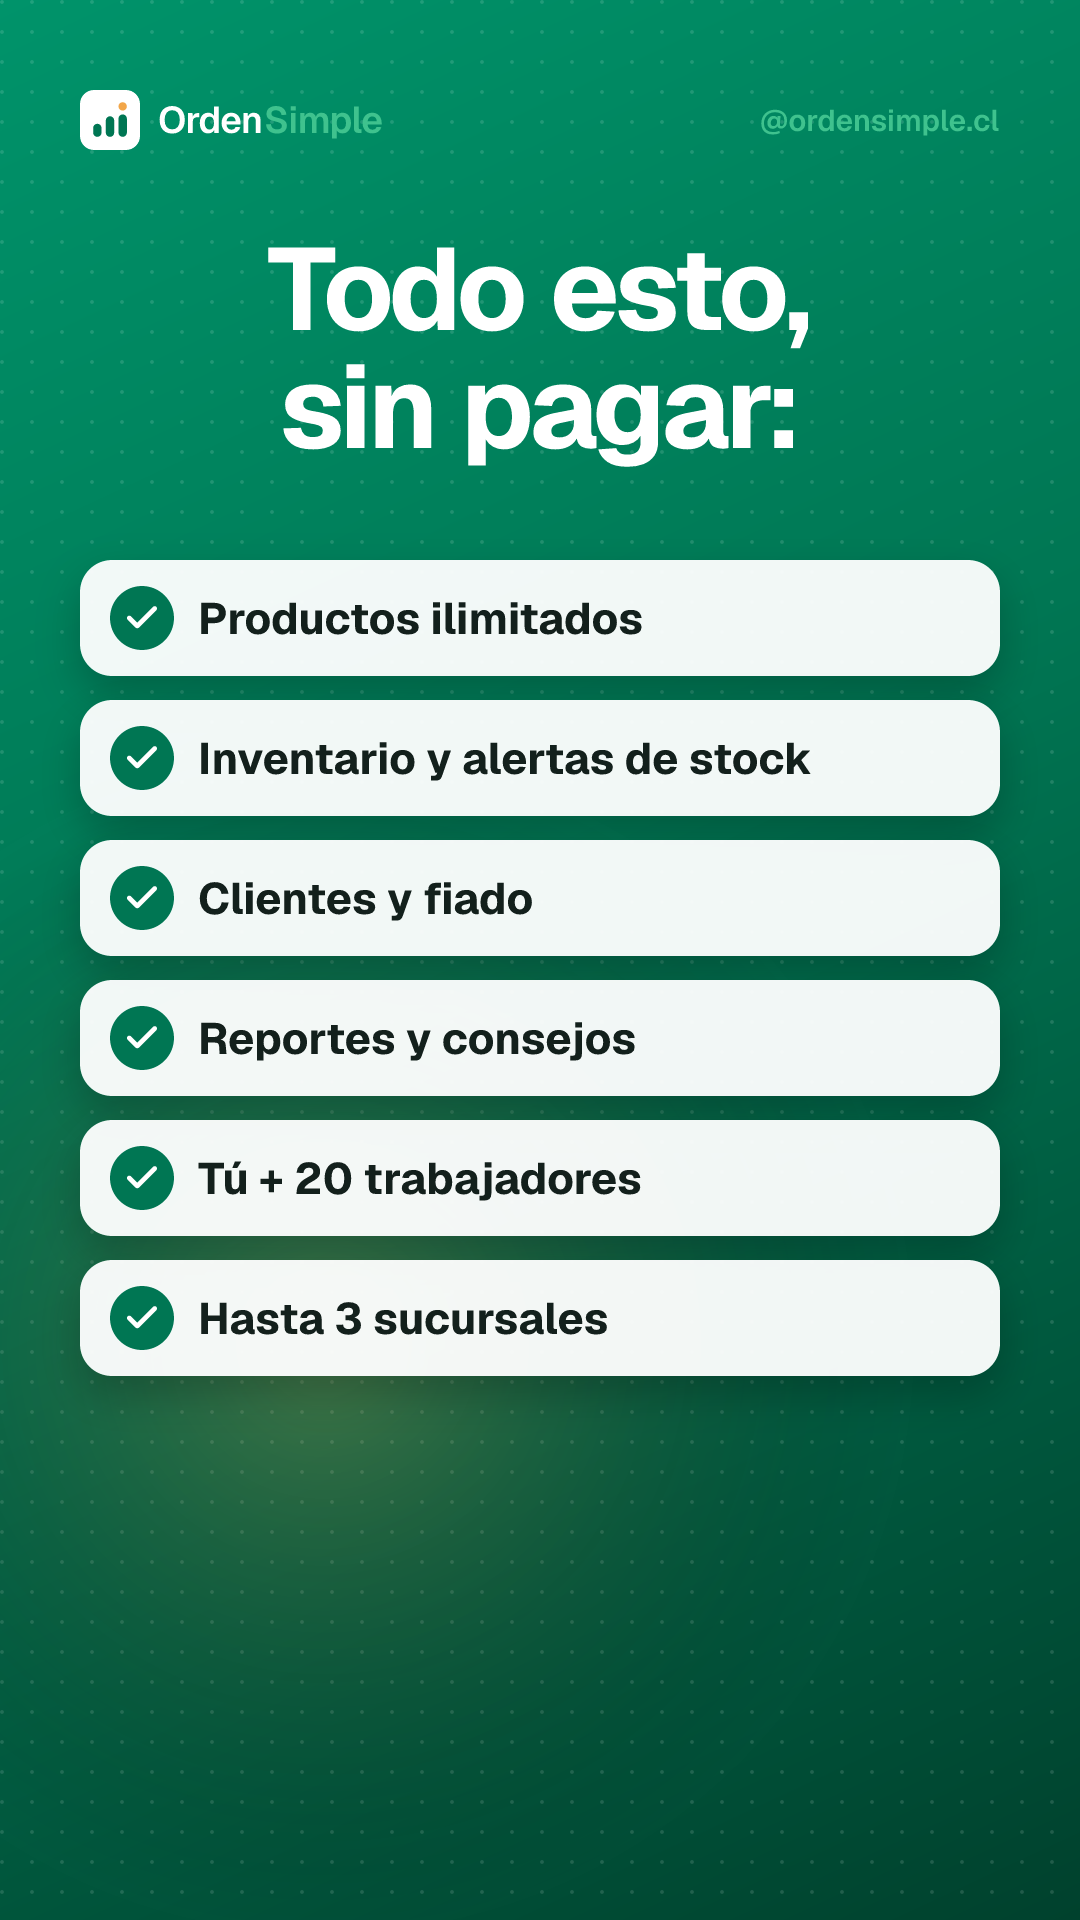 OrdenSimple
@ordensimple.cl
Todo esto,
sin pagar:
Productos ilimitados
Inventario y alertas de stock
Clientes y fiado
Reportes y consejos
Tú + 20 trabajadores
Hasta 3 sucursales